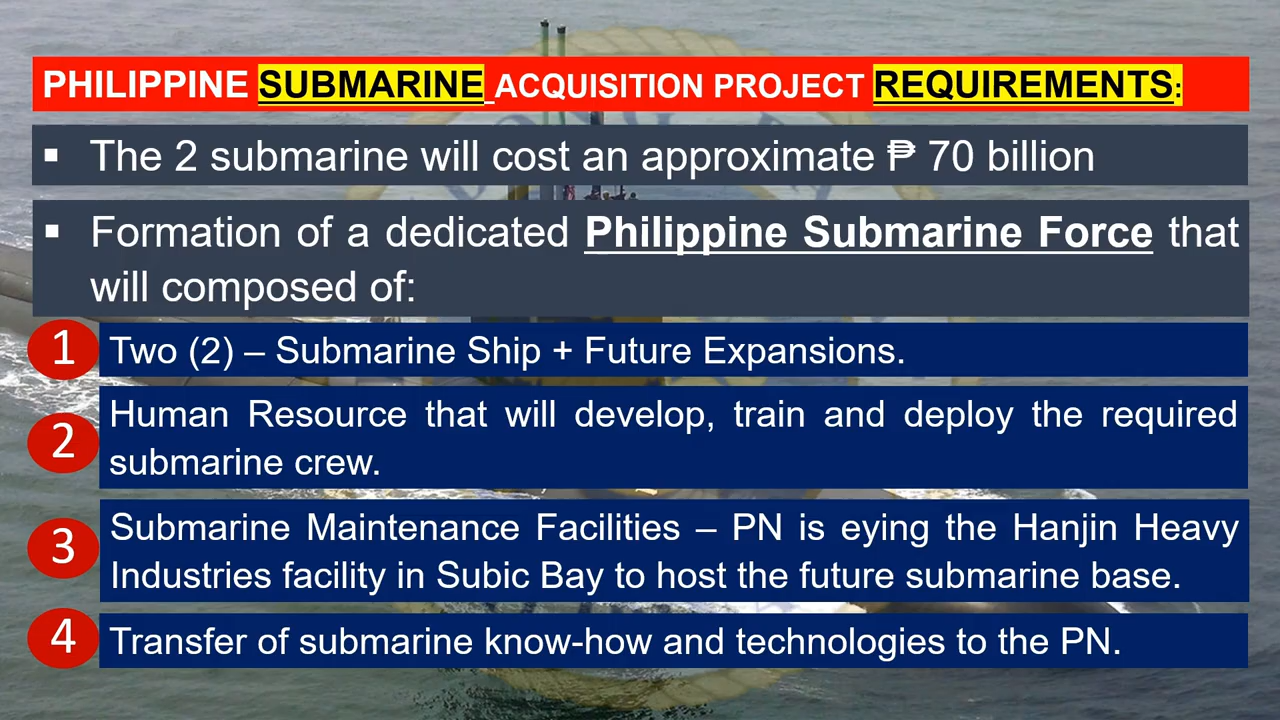 PHILIPPINE SUBMARINE ACQUISITION PROJECT REQUIREMENTS:
▪ The 2 submarine will cost an approximate ₱ 70 billion
▪ Formation of a dedicated Philippine Submarine Force that
will composed of:
1 Two (2) – Submarine Ship + Future Expansions.
2 Human Resource that will develop, train and deploy the required
submarine crew.
3 Submarine Maintenance Facilities – PN is eying the Hanjin Heavy
Industries facility in Subic Bay to host the future submarine base.
4 Transfer of submarine know-how and technologies to the PN.